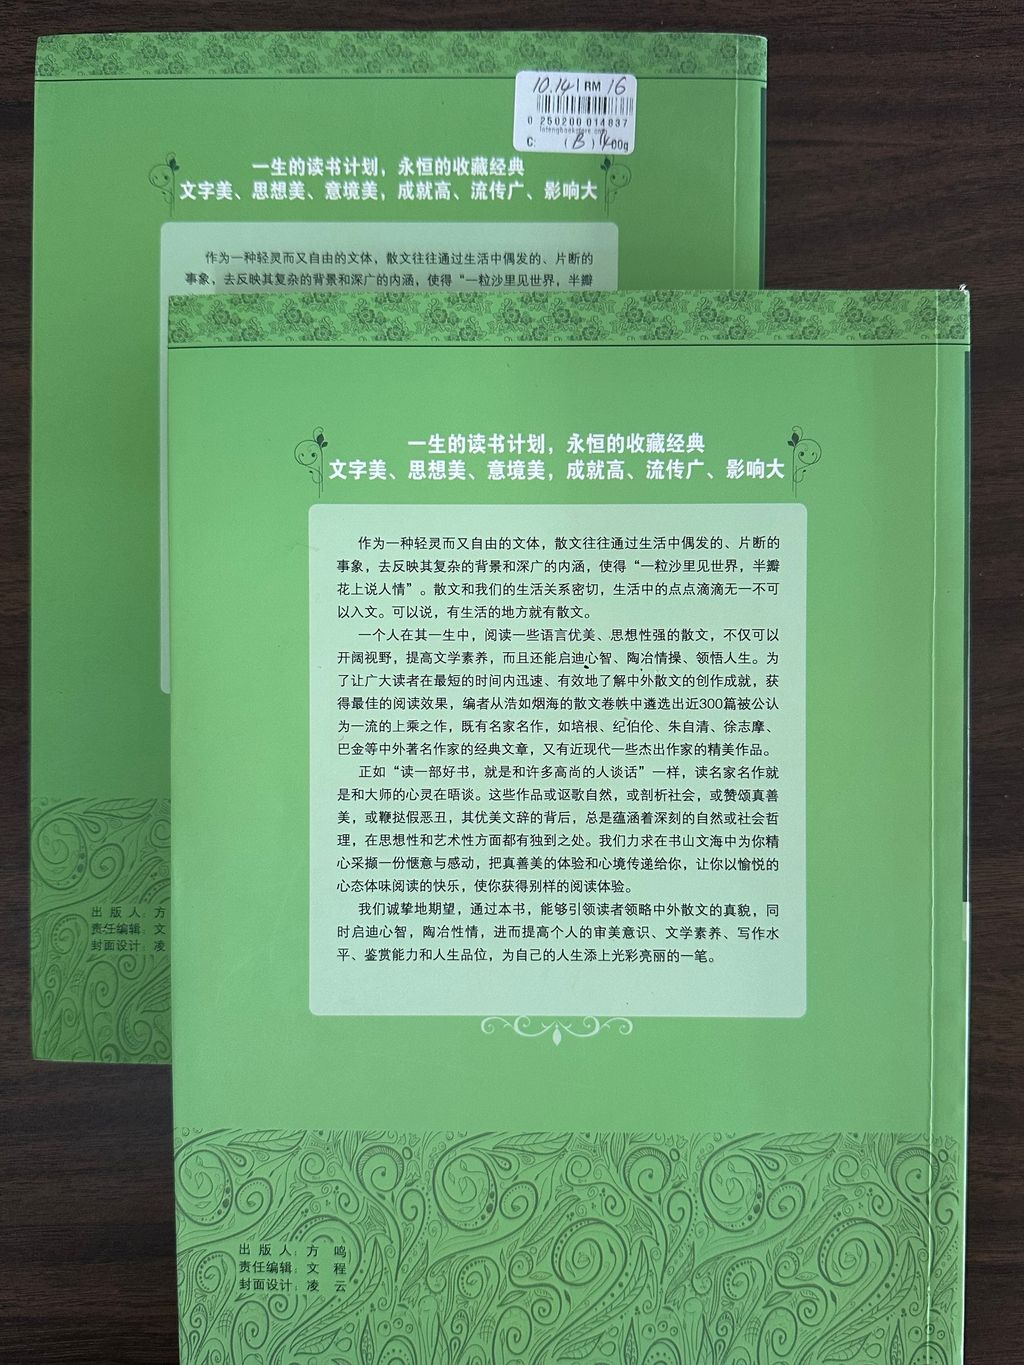 10.14 RM 16
0 250200 014837
C: (B) 1400g
一生的读书计划，永恒的收藏经典
文字美、思想美、意境美，成就高、流传广、影响大
作为一种轻灵而又自由的文体，散文往往通过生活中偶发的、片断的
事象，去反映其复杂的背景和深广的内涵，使得“一粒沙里见世界，半瓣
出 版 人：方
责任编辑：文
封面设计：凌
一生的读书计划，永恒的收藏经典
文字美、思想美、意境美，成就高、流传广、影响大
作为一种轻灵而又自由的文体，散文往往通过生活中偶发的、片断的
事象，去反映其复杂的背景和深广的内涵，使得“一粒沙里见世界，半瓣
花上说人情”。散文和我们的生活关系密切，生活中的点点滴滴无一不可
以入文。可以说，有生活的地方就有散文。
一个人在其一生中，阅读一些语言优美、思想性强的散文，不仅可以
开阔视野，提高文学素养，而且还能启迪心智、陶冶情操、领悟人生。为
了让广大读者在最短的时间内迅速、有效地了解中外散文的创作成就，获
得最佳的阅读效果，编者从浩如烟海的散文卷帙中遴选出近300篇被公认
为一流的上乘之作，既有名家名作，如培根、纪伯伦、朱自清、徐志摩、
巴金等中外著名作家的经典文章，又有近现代一些杰出作家的精美作品。
正如“读一部好书，就是和许多高尚的人谈话”一样，读名家名作就
是和大师的心灵在晤谈。这些作品或讴歌自然，或剖析社会，或赞颂真善
美，或鞭挞假恶丑，其优美文辞的背后，总是蕴涵着深刻的自然或社会哲
理，在思想性和艺术性方面都有独到之处。我们力求在书山文海中为你精
心采撷一份惬意与感动，把真善美的体验和心境传递给你，让你以愉悦的
心态体味阅读的快乐，使你获得别样的阅读体验。
我们诚挚地期望，通过本书，能够引领读者领略中外散文的真貌，同
时启迪心智，陶冶性情，进而提高个人的审美意识、文学素养、写作水
平、鉴赏能力和人生品位，为自己的人生添上光彩亮丽的一笔。
出 版 人：方 鸣
责任编辑：文 程
封面设计：凌 云